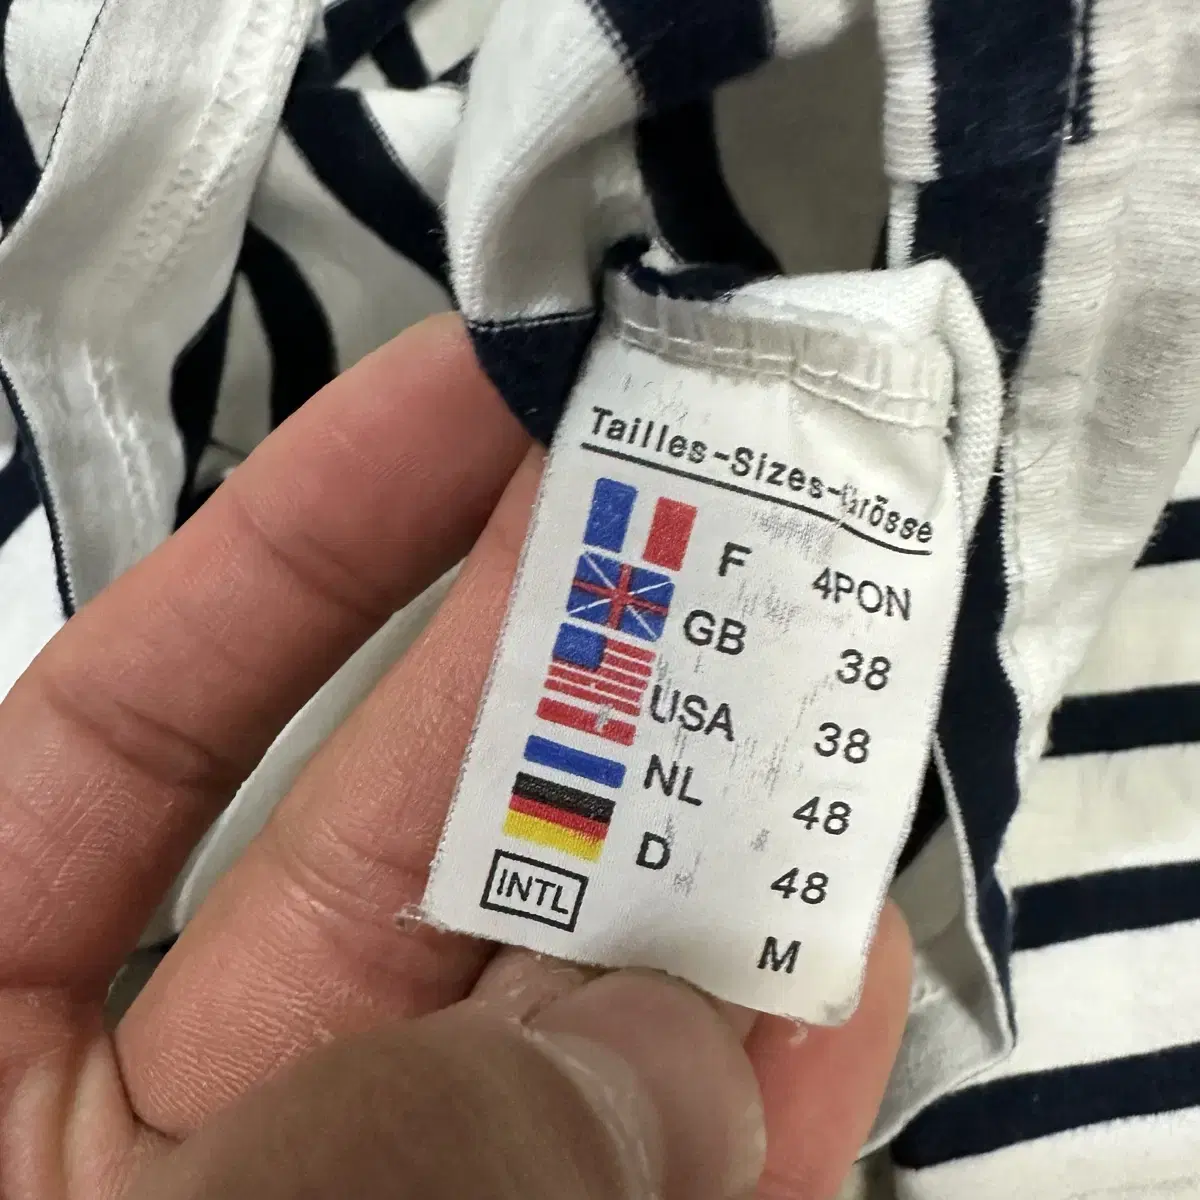 Tailles-Sizes-Grösse
F 4PON
GB 38
USA 38
NL 48
D 48
INTL M